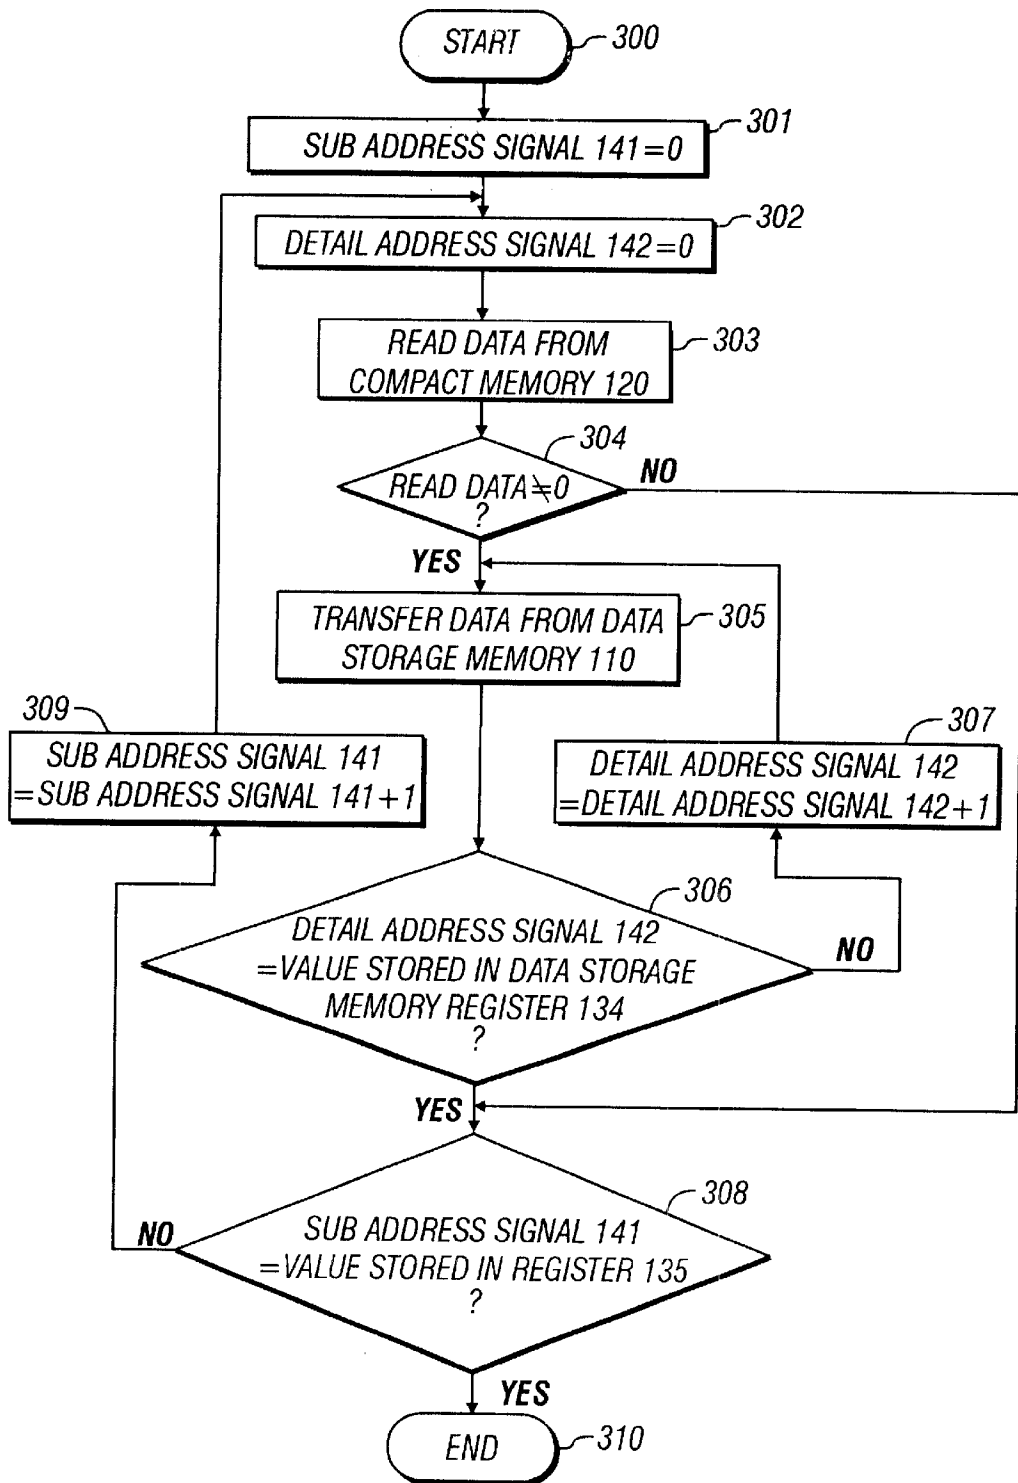 START
300
301
SUB ADDRESS SIGNAL 141=0
302
DETAIL ADDRESS SIGNAL 142=0
303
READ DATA FROM
COMPACT MEMORY 120
304
NO
READ DATA≠0
?
YES
305
TRANSFER DATA FROM DATA
STORAGE MEMORY 110
309
SUB ADDRESS SIGNAL 141
=SUB ADDRESS SIGNAL 141+1
307
DETAIL ADDRESS SIGNAL 142
=DETAIL ADDRESS SIGNAL 142+1
306
DETAIL ADDRESS SIGNAL 142
=VALUE STORED IN DATA STORAGE
MEMORY REGISTER 134
?
NO
YES
308
NO
SUB ADDRESS SIGNAL 141
=VALUE STORED IN REGISTER 135
?
YES
END
310